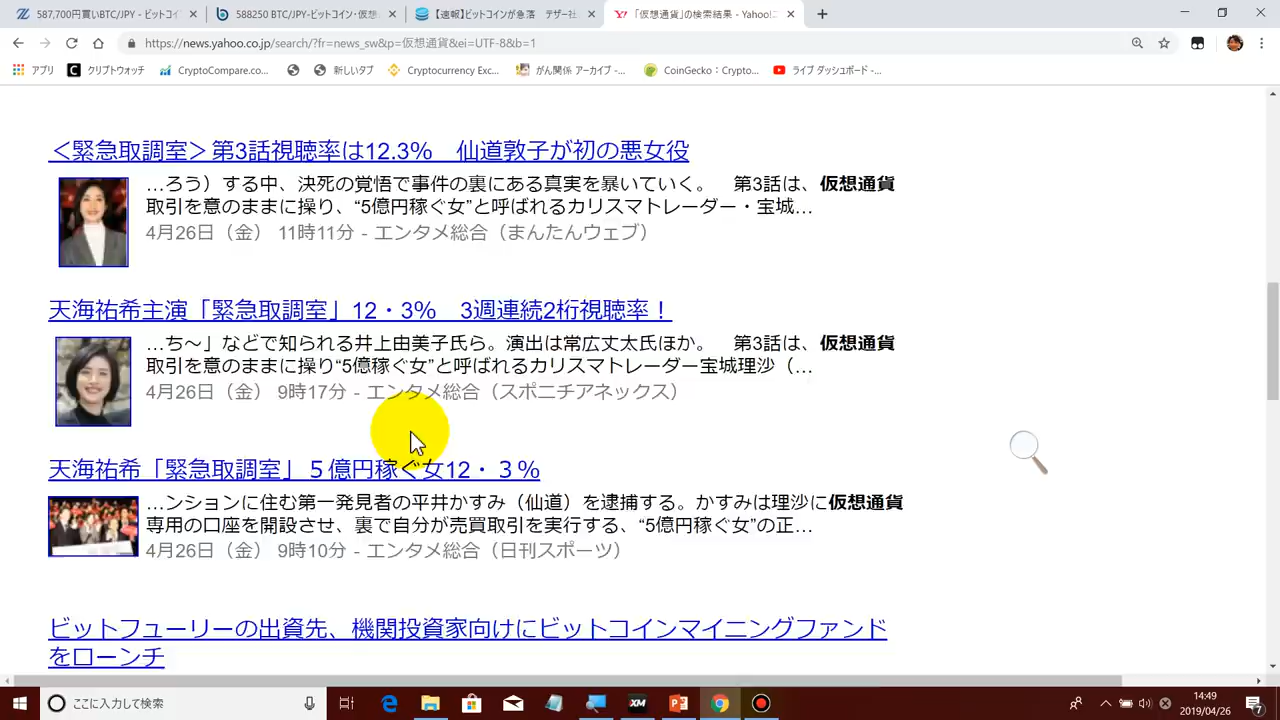 587,700円買いBTC/JPY - ビットコイ
588250 BTC/JPY-ビットコイン・仮想
【速報】ビットコインが急落 テザー社
「仮想通貨」の検索結果 - Yahoo!ニ
https://news.yahoo.co.jp/search/?fr=news_sw&p=仮想通貨&ei=UTF-8&b=1
アプリ
クリプトウォッチ
CryptoCompare.co...
新しいタブ
Cryptocurrency Exc...
がん関係 アーカイブ -...
CoinGecko：Crypto...
ライブ ダッシュボード -...
＜緊急取調室＞第3話視聴率は12.3％　仙道敦子が初の悪女役
...ろう）する中、決死の覚悟で事件の裏にある真実を暴いていく。　第3話は、仮想通貨
取引を意のままに操り、“5億円稼ぐ女”と呼ばれるカリスマトレーダー・宝城...
4月26日（金） 11時11分 - エンタメ総合（まんたんウェブ）
天海祐希主演「緊急取調室」12・3％　3週連続2桁視聴率！
...ち～」などで知られる井上由美子氏ら。演出は常広丈太氏ほか。　第3話は、仮想通貨
取引を意のままに操り“5億稼ぐ女”と呼ばれるカリスマトレーダー宝城理沙（...
4月26日（金） 9時17分 - エンタメ総合（スポニチアネックス）
天海祐希「緊急取調室」５億円稼ぐ女12・３％
...ンションに住む第一発見者の平井かすみ（仙道）を逮捕する。かすみは理沙に仮想通貨
専用の口座を開設させ、裏で自分が売買取引を実行する、“5億円稼ぐ女”の正...
4月26日（金） 9時10分 - エンタメ総合（日刊スポーツ）
ビットフューリーの出資先、機関投資家向けにビットコインマイニングファンド
をローンチ
ここに入力して検索
XM
14:49
2019/04/26
7